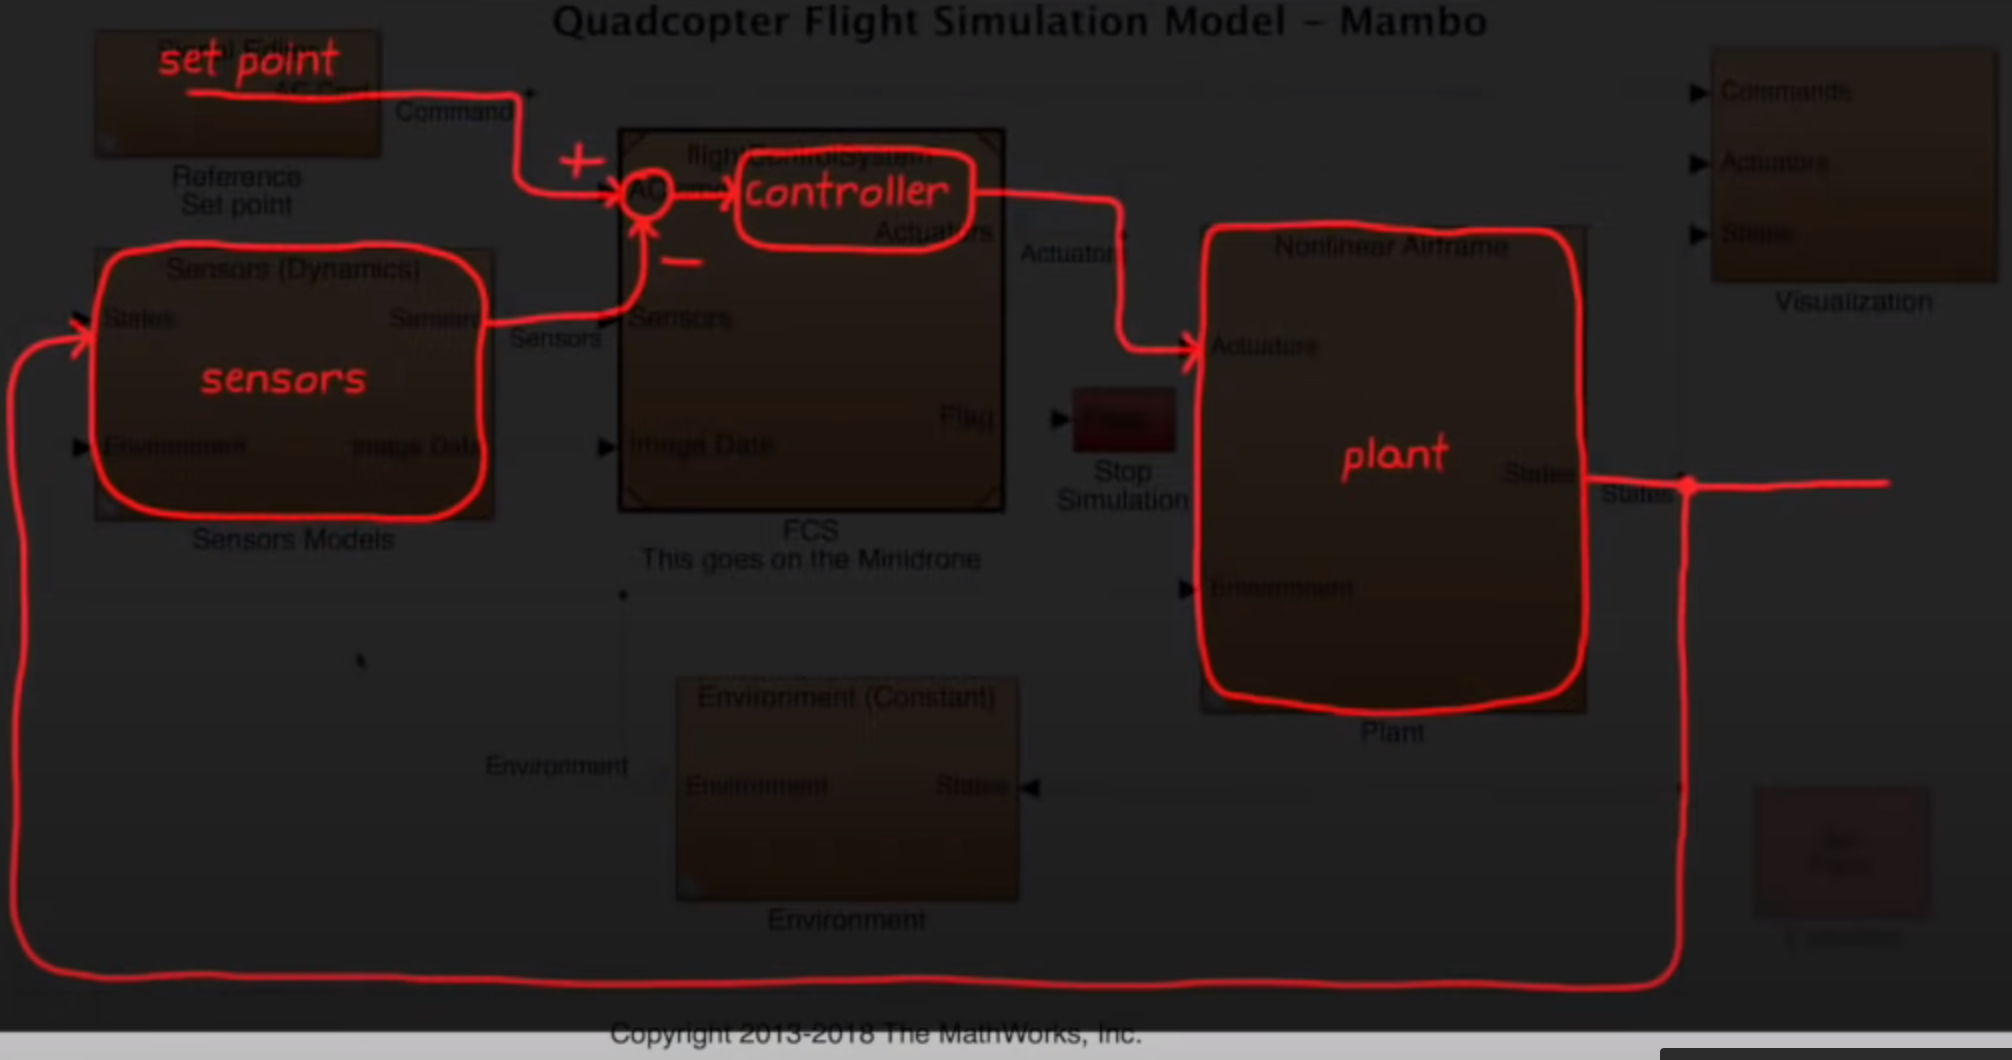 Quadcopter Flight Simulation Model – Mambo
set point
Command
Reference
Set point
+
flightControlSystem
controller
Actuators
Sensors (Dynamics)
States
sensors
Environment
Image Data
Sensors Models
Sensors
−
Sensors
Image Data
Flag
FCS
This goes on the Minidrone
Actuators
Stop
Simulation
Nonlinear Airframe
Actuators
plant
States
Environment
Plant
States
Commands
Actuators
States
Visualization
Environment (Constant)
Environment
Environment
States
Environment
Copyright 2013-2018 The MathWorks, Inc.